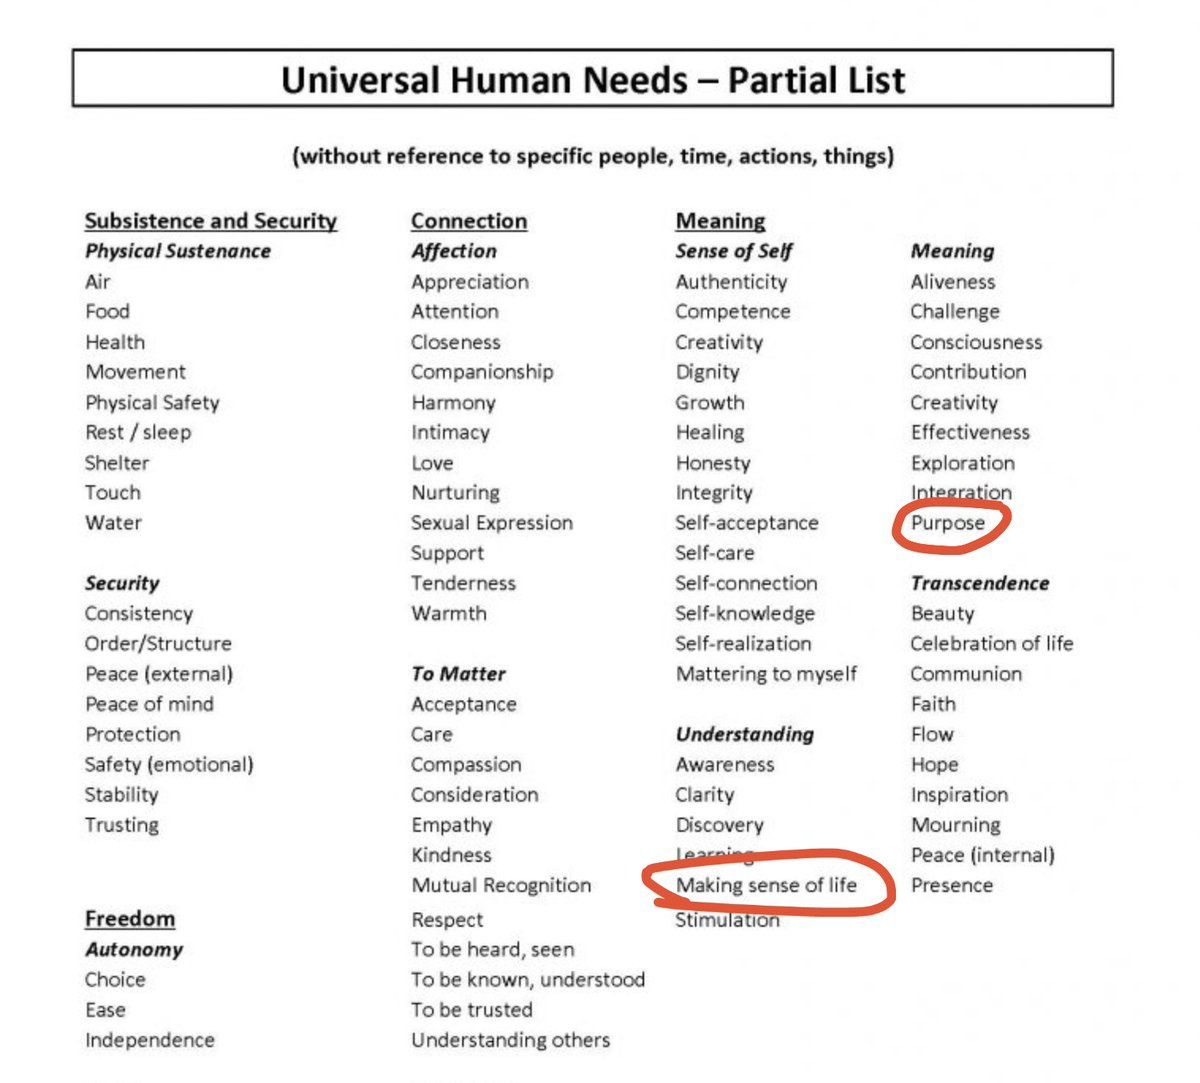 Universal Human Needs – Partial List
(without reference to specific people, time, actions, things)
Subsistence and Security
Physical Sustenance
Air
Food
Health
Movement
Physical Safety
Rest / sleep
Shelter
Touch
Water
Security
Consistency
Order/Structure
Peace (external)
Peace of mind
Protection
Safety (emotional)
Stability
Trusting
Freedom
Autonomy
Choice
Ease
Independence
Connection
Affection
Appreciation
Attention
Closeness
Companionship
Harmony
Intimacy
Love
Nurturing
Sexual Expression
Support
Tenderness
Warmth
To Matter
Acceptance
Care
Compassion
Consideration
Empathy
Kindness
Mutual Recognition
Respect
To be heard, seen
To be known, understood
To be trusted
Understanding others
Meaning
Sense of Self
Authenticity
Competence
Creativity
Dignity
Growth
Healing
Honesty
Integrity
Self-acceptance
Self-care
Self-connection
Self-knowledge
Self-realization
Mattering to myself
Understanding
Awareness
Clarity
Discovery
Learning
Making sense of life
Stimulation
Meaning
Aliveness
Challenge
Consciousness
Contribution
Creativity
Effectiveness
Exploration
Integration
Purpose
Transcendence
Beauty
Celebration of life
Communion
Faith
Flow
Hope
Inspiration
Mourning
Peace (internal)
Presence